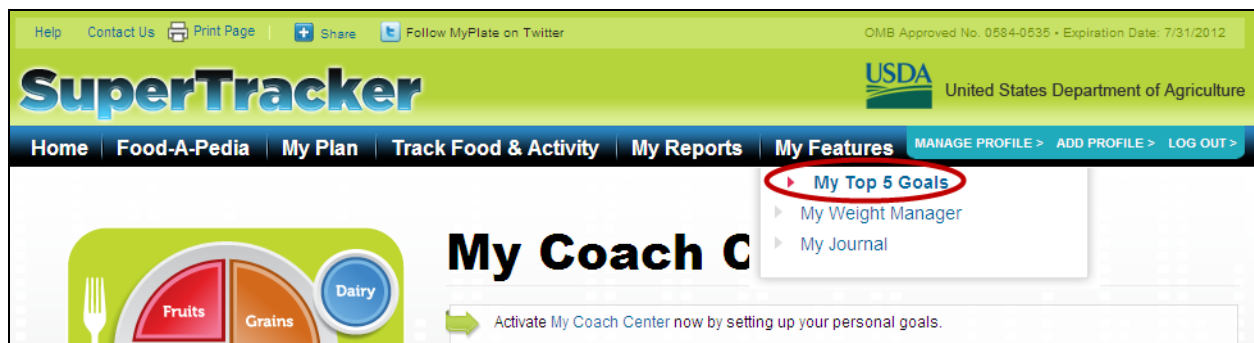 Help Contact Us Print Page Share Follow MyPlate on Twitter OMB Approved No. 0584-0535 • Expiration Date: 7/31/2012
SuperTracker
USDA United States Department of Agriculture
Home Food-A-Pedia My Plan Track Food & Activity My Reports My Features MANAGE PROFILE > ADD PROFILE > LOG OUT >
My Top 5 Goals
My Weight Manager
My Journal
My Coach C
Dairy
Fruits
Grains
Activate My Coach Center now by setting up your personal goals.